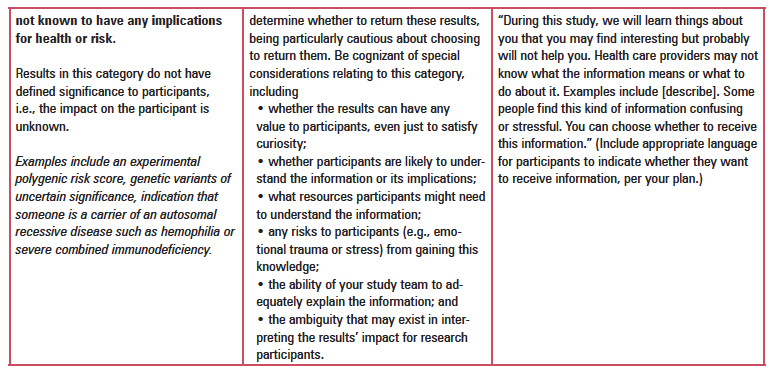 not known to have any implications
for health or risk.
Results in this category do not have
defined significance to participants,
i.e., the impact on the participant is
unknown.
Examples include an experimental
polygenic risk score, genetic variants of
uncertain significance, indication that
someone is a carrier of an autosomal
recessive disease such as hemophilia or
severe combined immunodeficiency.
determine whether to return these results,
being particularly cautious about choosing
to return them. Be cognizant of special
considerations relating to this category,
including
• whether the results can have any
value to participants, even just to satisfy
curiosity;
• whether participants are likely to under-
stand the information or its implications;
• what resources participants might need
to understand the information;
• any risks to participants (e.g., emo-
tional trauma or stress) from gaining this
knowledge;
• the ability of your study team to ad-
equately explain the information; and
• the ambiguity that may exist in inter-
preting the results’ impact for research
participants.
“During this study, we will learn things about
you that you may find interesting but probably
will not help you. Health care providers may not
know what the information means or what to
do about it. Examples include [describe]. Some
people find this kind of information confusing
or stressful. You can choose whether to receive
this information.” (Include appropriate language
for participants to indicate whether they want
to receive information, per your plan.)